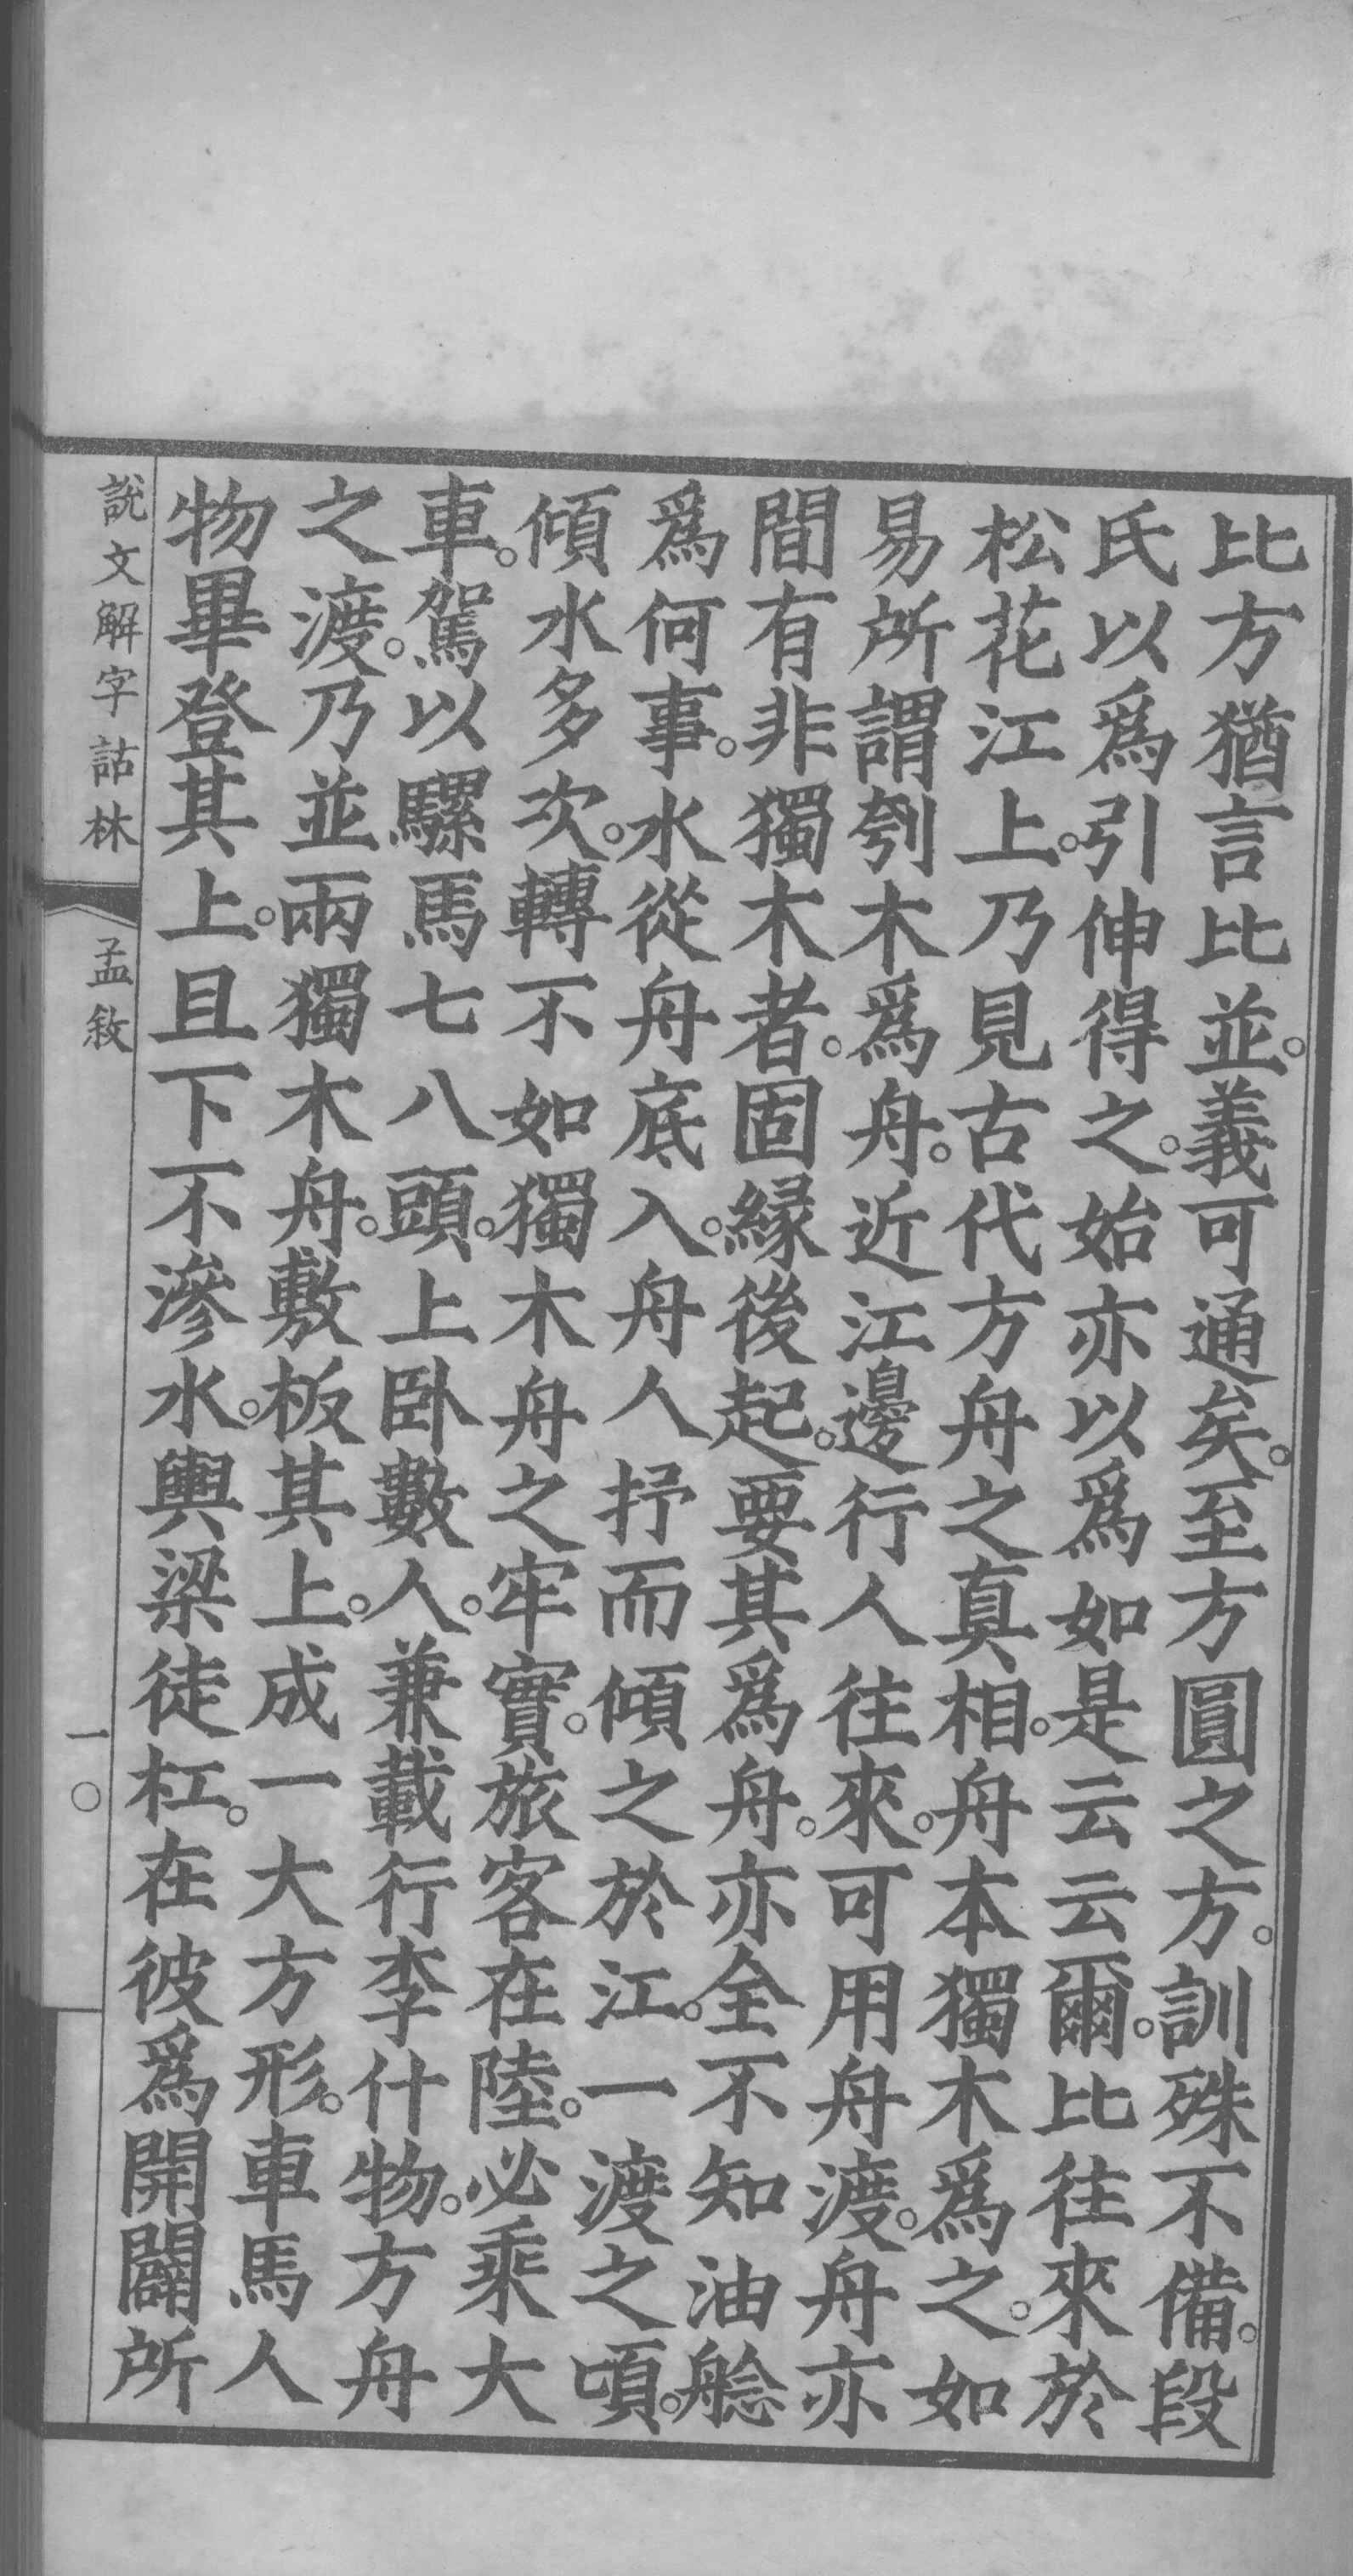 比方猶言比並。義可通矣。至方圓之方。訓殊不備。段
氏以爲引伸得之。始亦以爲如是云云爾。比往來於
松花江上。乃見古代方舟之真相。舟本獨木爲之。如
易所謂刳木爲舟。近江邊行人往來。可用舟渡。舟亦
間有非獨木者。固緣後起。要其爲舟。亦全不知油艌
爲何事。水從舟底入。舟人抒而傾之於江。一渡之頃。
傾水多次。轉不如獨木舟之牢實。旅客在陸。必乘大
車。駕以騾馬七八頭。上卧數人。兼載行李什物。方舟
之渡。乃並兩獨木舟。敷板其上。成一大方形。車馬人
物畢登其上。且下不滲水。輿梁徒杠。在彼爲開闢所
說文解字詁林 孟敘 一〇